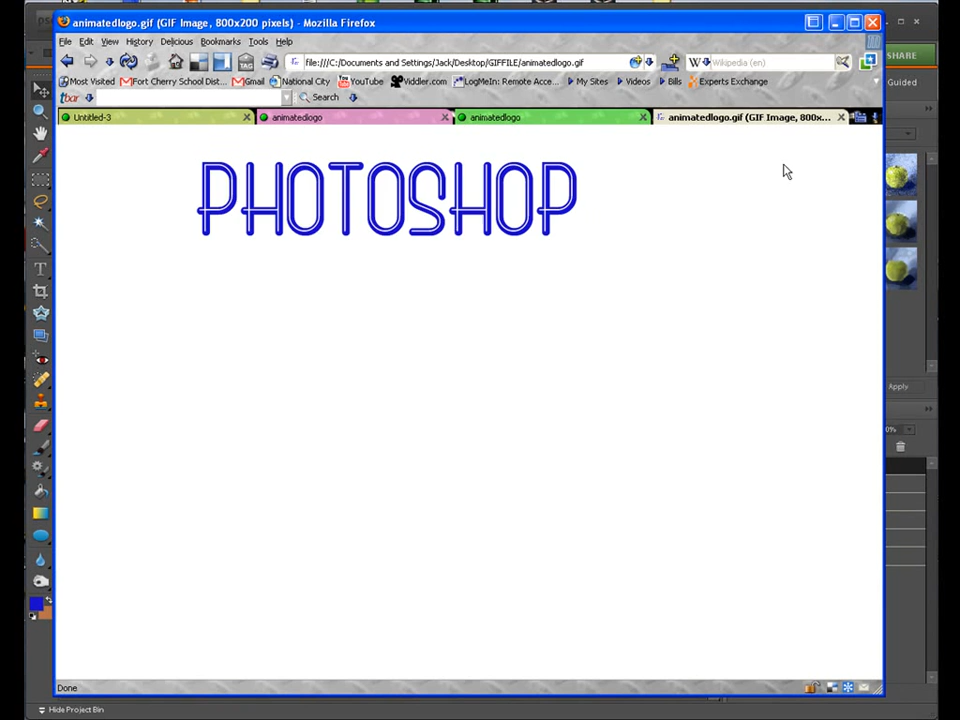 animatedlogo.gif (GIF Image, 800x200 pixels) - Mozilla Firefox
File Edit View History Delicious Bookmarks Tools Help
file:///C:/Documents and Settings/Jack/Desktop/GIFFILE/animatedlogo.gif
W Wikipedia (en)
SHARE
Most Visited Fort Cherry School Dist... Gmail National City YouTube Viddler.com LogMeIn: Remote Acce... My Sites Videos Bills Experts Exchange
Guided
tbar Search
Untitled-3 animatedlogo animatedlogo animatedlogo.gif (GIF Image, 800x...
PHOTOSHOP
Apply
Done
Hide Project Bin